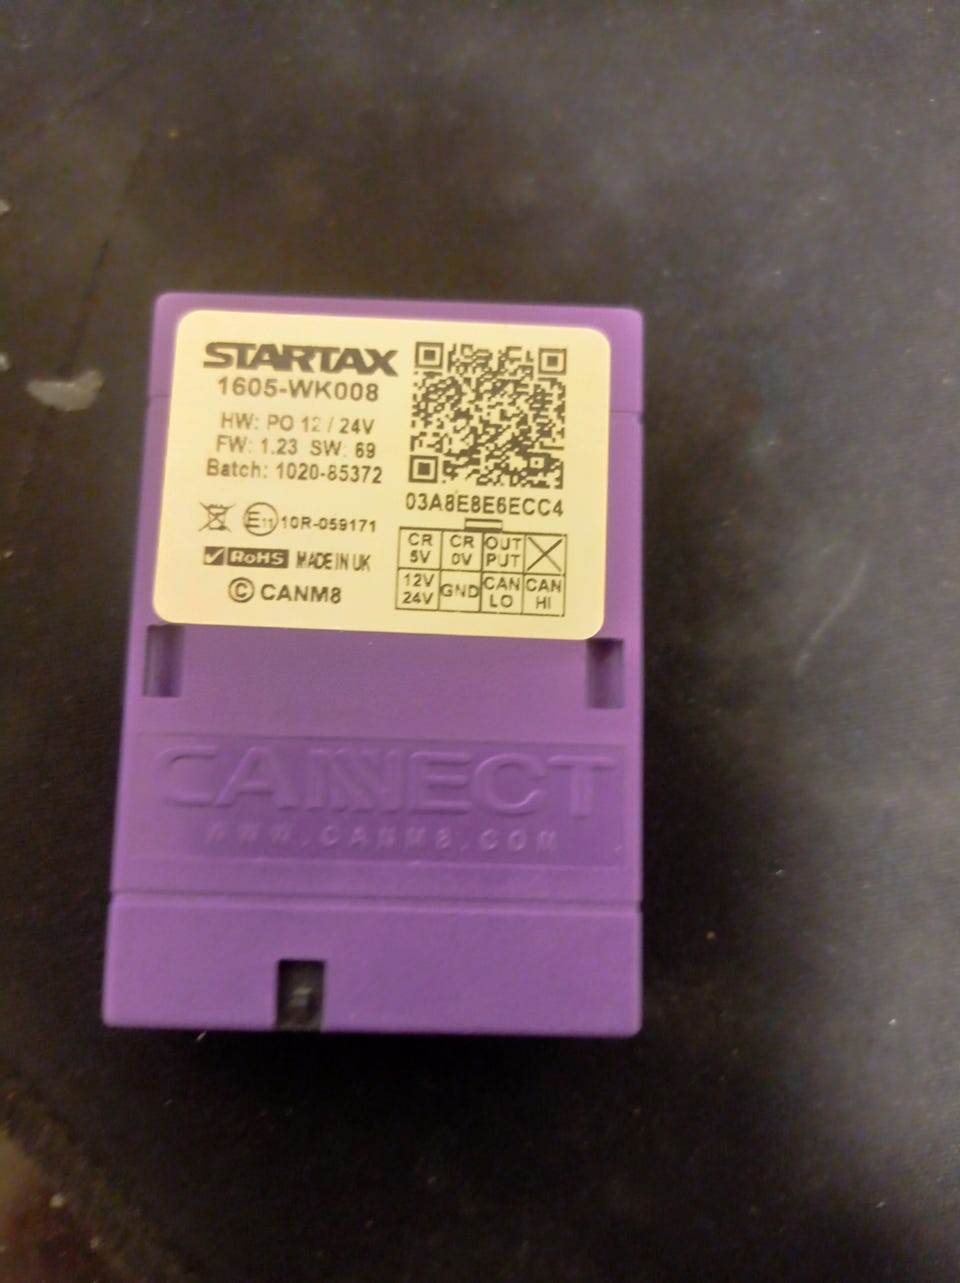 STARTAX
1605-WK008
HW: PO 12 / 24V
FW: 1.23 SW: 69
Batch: 1020-85372
E11 10R-059171
RoHS MADE IN UK
© CANM8
03A8E8E6ECC4
CR 5V
CR 0V
OUT PUT
12V 24V
GND
CAN LO
CAN HI
CANNECT
WWW.CANM8.COM